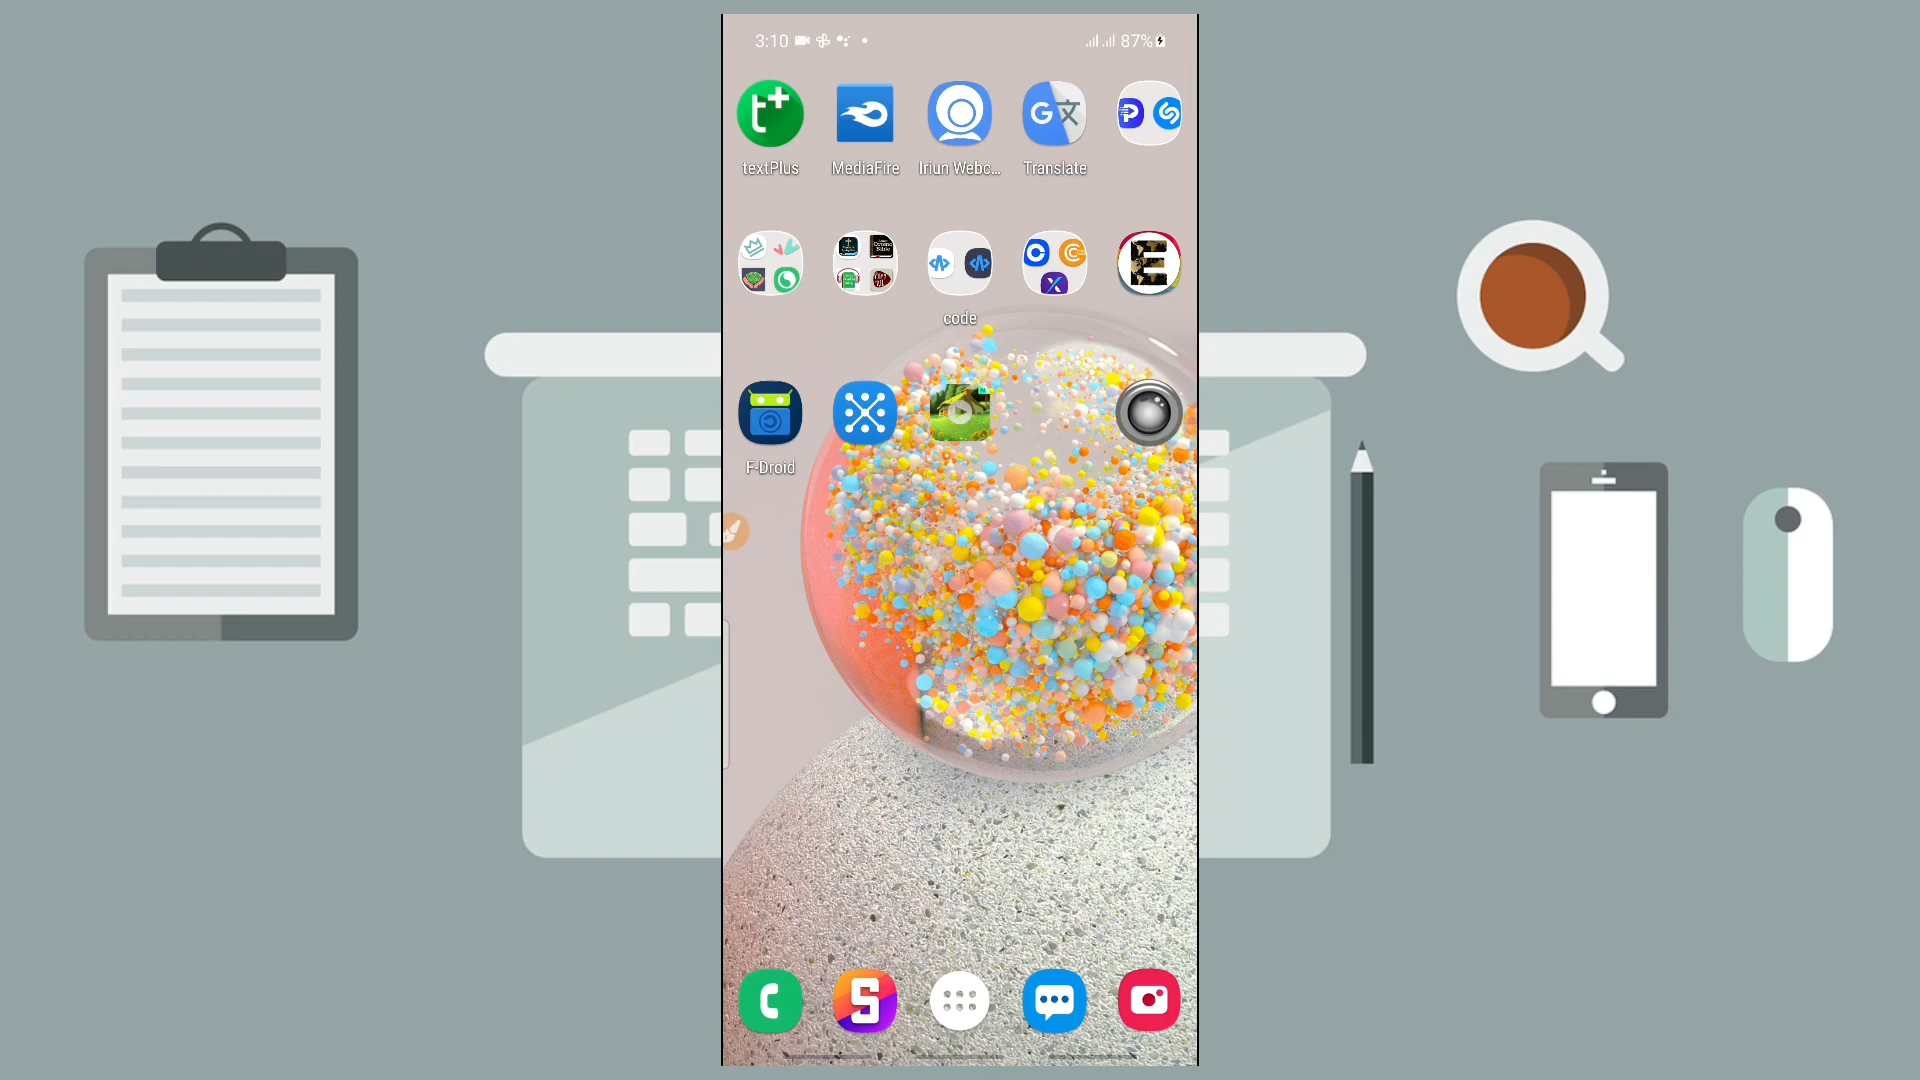 3:10 87%
textPlus MediaFire Iriun Webc... Translate
code
F-Droid